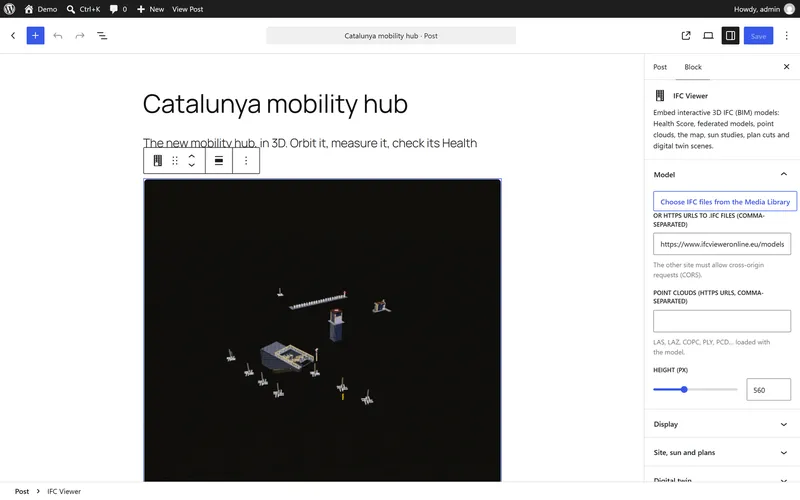 Demo
Ctrl+K
0
New
View Post
Howdy, admin
Catalunya mobility hub · Post
Save
Catalunya mobility hub
The new mobility hub, in 3D. Orbit it, measure it, check its Health
Post
Block
IFC Viewer
Embed interactive 3D IFC (BIM) models:
Health Score, federated models, point
clouds, the map, sun studies, plan cuts and
digital twin scenes.
Model
Choose IFC files from the Media Library
OR HTTPS URLS TO .IFC FILES (COMMA-
SEPARATED)
https://www.ifcvieweronline.eu/models
The other site must allow cross-origin
requests (CORS).
POINT CLOUDS (HTTPS URLS, COMMA-
SEPARATED)
LAS, LAZ, COPC, PLY, PCD... loaded with
the model.
HEIGHT (PX)
560
Display
Site, sun and plans
Digital twin
Post
IFC Viewer